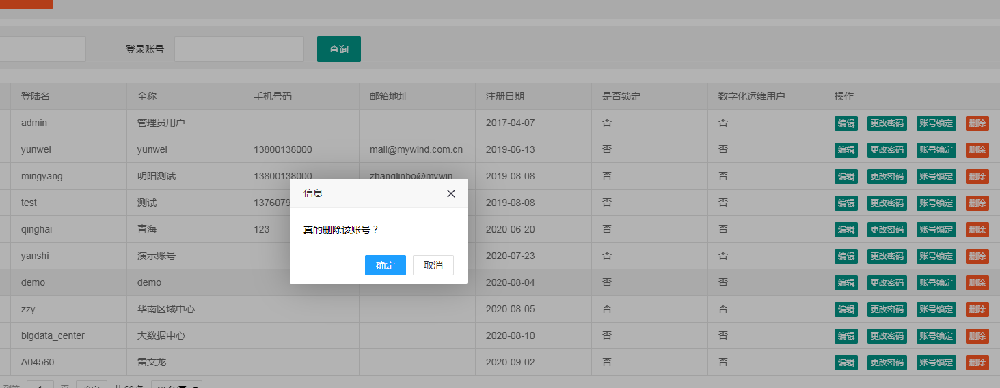 登录账号 查询
登陆名 全称 手机号码 邮箱地址 注册日期 是否锁定 数字化运维用户 操作
admin 管理员用户 2017-04-07 否 否 编辑 更改密码 账号锁定 删除
yunwei yunwei 13800138000 mail@mywind.com.cn 2019-06-13 否 否 编辑 更改密码 账号锁定 删除
mingyang 明阳测试 13800138000 zhanglinbo@mywin 2019-08-08 否 否 编辑 更改密码 账号锁定 删除
信息
test 测试 1376079 2019-08-08 否 否 编辑 更改密码 账号锁定 删除
qinghai 青海 123 2020-06-20 否 否 编辑 更改密码 账号锁定 删除
真的删除该账号？
yanshi 演示账号 2020-07-23 否 否 编辑 更改密码 账号锁定 删除
确定 取消
demo demo 2020-08-04 否 否 编辑 更改密码 账号锁定 删除
zzy 华南区域中心 2020-08-05 否 否 编辑 更改密码 账号锁定 删除
bigdata_center 大数据中心 2020-08-10 否 否 编辑 更改密码 账号锁定 删除
A04560 雷文龙 2020-09-02 否 否 编辑 更改密码 账号锁定 删除